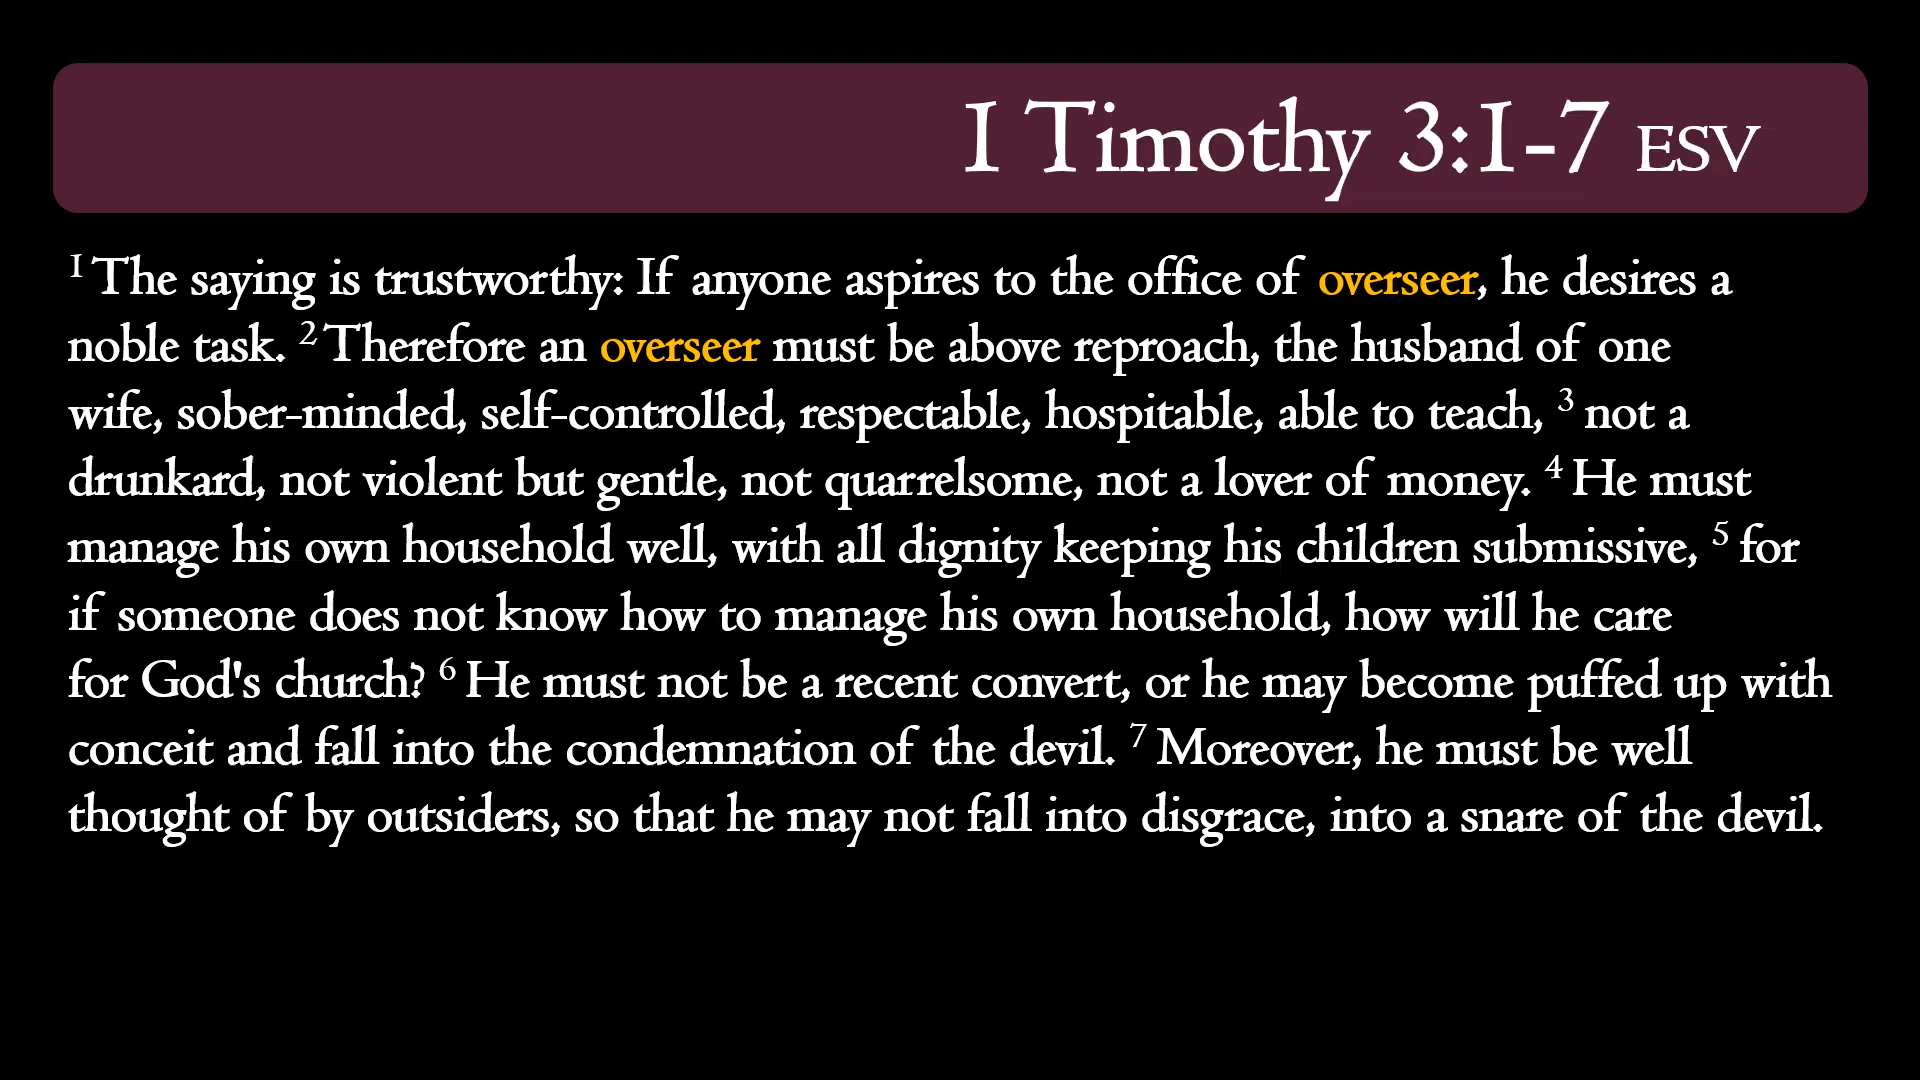 1 Timothy 3:1-7 ESV
1 The saying is trustworthy: If anyone aspires to the office of overseer, he desires a
noble task. 2 Therefore an overseer must be above reproach, the husband of one
wife, sober-minded, self-controlled, respectable, hospitable, able to teach, 3 not a
drunkard, not violent but gentle, not quarrelsome, not a lover of money. 4 He must
manage his own household well, with all dignity keeping his children submissive, 5 for
if someone does not know how to manage his own household, how will he care
for God's church? 6 He must not be a recent convert, or he may become puffed up with
conceit and fall into the condemnation of the devil. 7 Moreover, he must be well
thought of by outsiders, so that he may not fall into disgrace, into a snare of the devil.